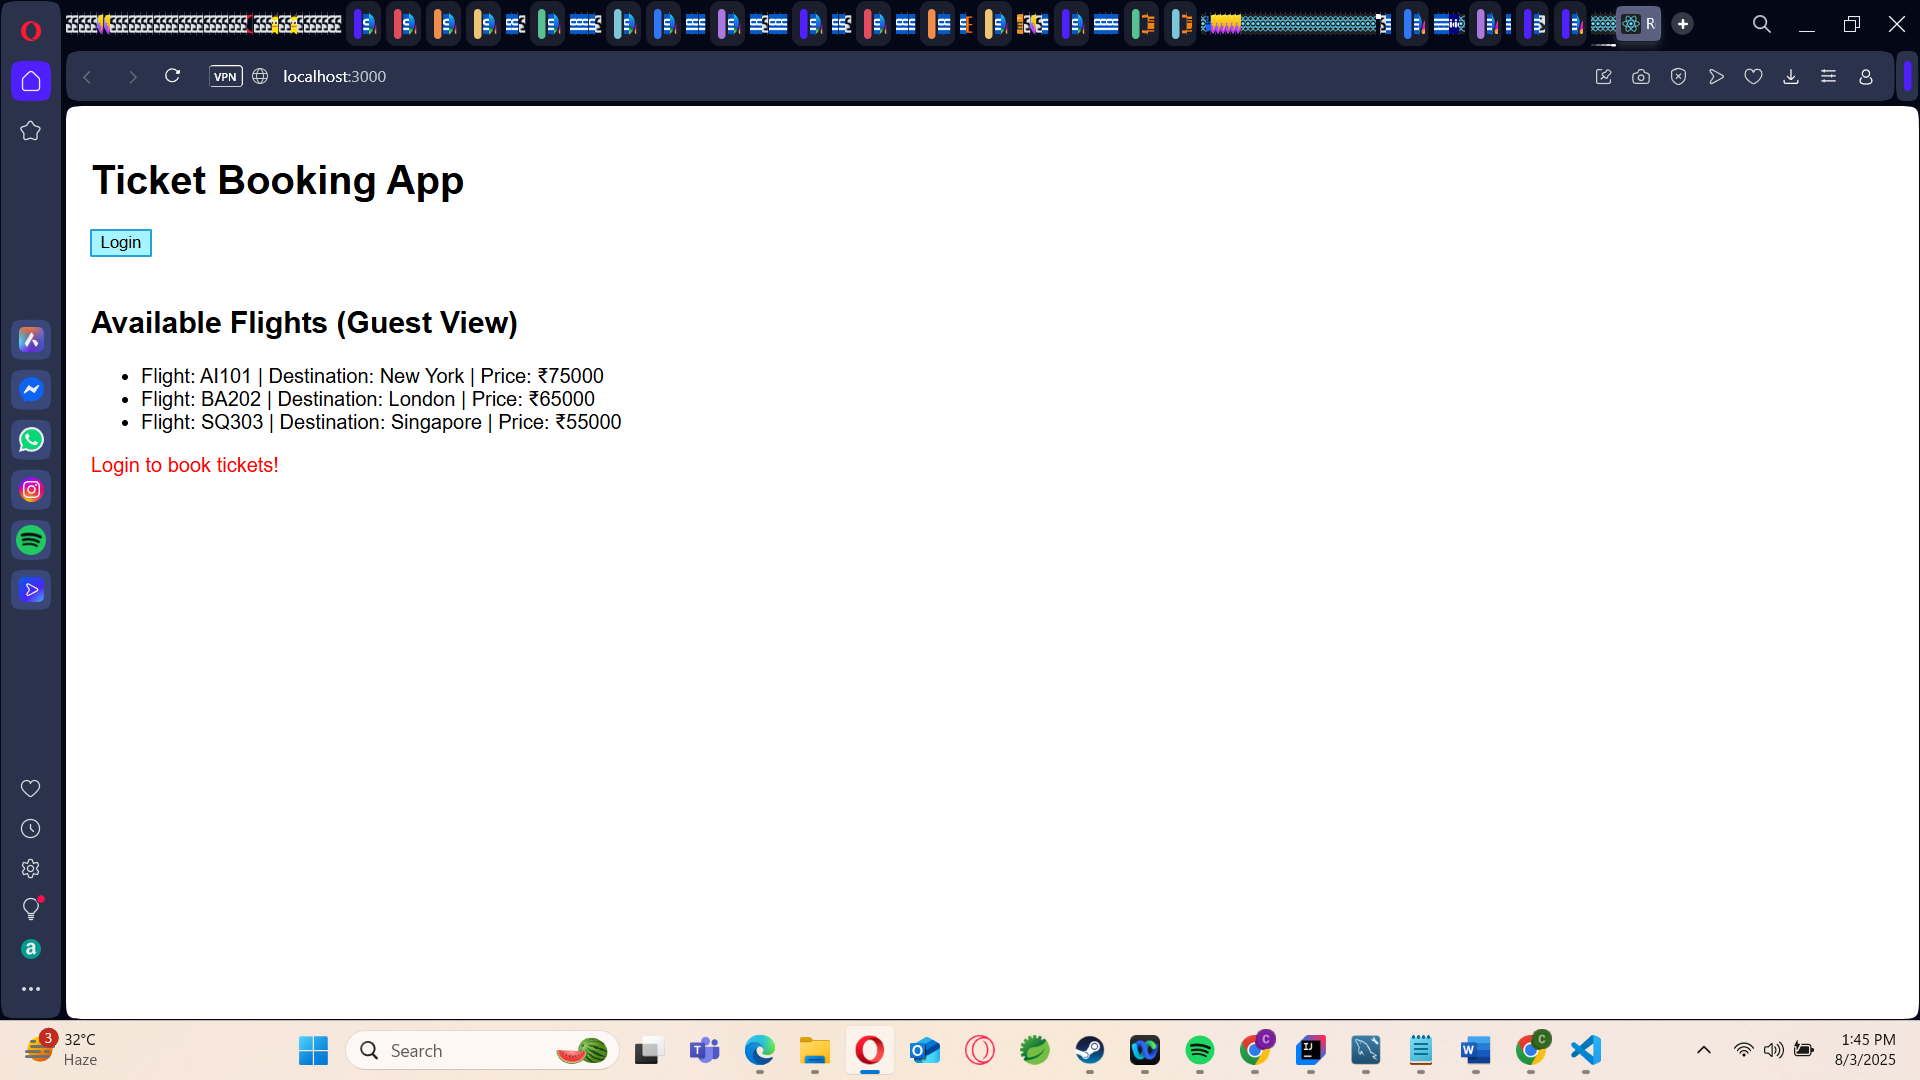 R
VPN
localhost:3000
Ticket Booking App
Login
Available Flights (Guest View)
• Flight: AI101 | Destination: New York | Price: ₹75000
• Flight: BA202 | Destination: London | Price: ₹65000
• Flight: SQ303 | Destination: Singapore | Price: ₹55000
Login to book tickets!
3
32°C
Haze
Search
1:45 PM
8/3/2025